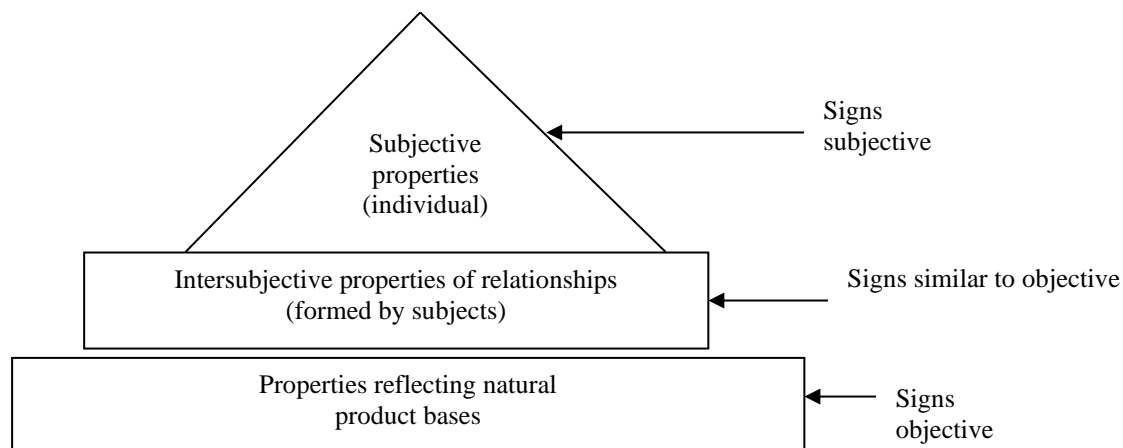 Signs
subjective
Subjective
properties
(individual)
Intersubjective properties of relationships
(formed by subjects)
Signs similar to objective
Properties reflecting natural
product bases
Signs
objective